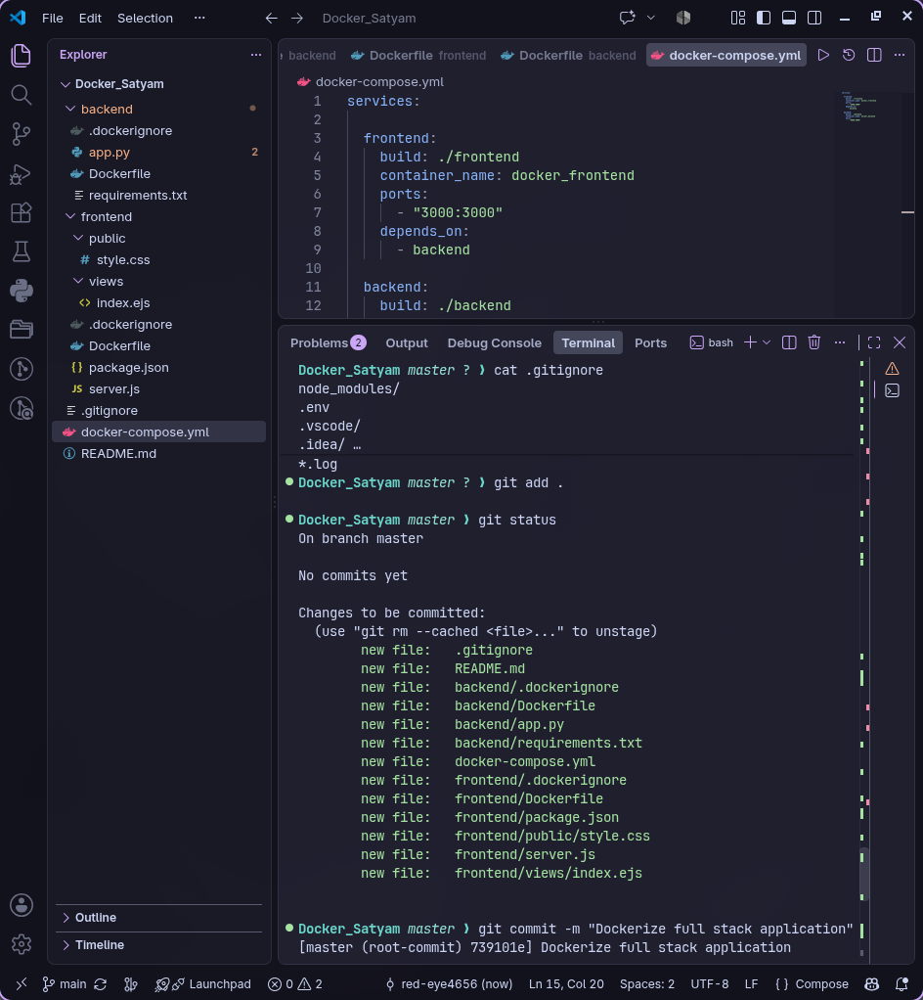 File Edit Selection ··· ← → Docker_Satyam
Explorer ···
Docker_Satyam
backend
.dockerignore
app.py 2
Dockerfile
requirements.txt
frontend
public
# style.css
views
<> index.ejs
.dockerignore
Dockerfile
{} package.json
JS server.js
.gitignore
docker-compose.yml
README.md
Outline
Timeline
backend Dockerfile frontend Dockerfile backend docker-compose.yml ···
docker-compose.yml
1 services:
2
3 frontend:
4 build: ./frontend
5 container_name: docker_frontend
6 ports:
7 - "3000:3000"
8 depends_on:
9 - backend
10
11 backend:
12 build: ./backend
Problems 2 Output Debug Console Terminal Ports bash ···
Docker_Satyam master ? ❯ cat .gitignore
node_modules/
.env
.vscode/
.idea/ …
*.log
Docker_Satyam master ? ❯ git add .
Docker_Satyam master ❯ git status
On branch master
No commits yet
Changes to be committed:
(use "git rm --cached <file>..." to unstage)
new file: .gitignore
new file: README.md
new file: backend/.dockerignore
new file: backend/Dockerfile
new file: backend/app.py
new file: backend/requirements.txt
new file: docker-compose.yml
new file: frontend/.dockerignore
new file: frontend/Dockerfile
new file: frontend/package.json
new file: frontend/public/style.css
new file: frontend/server.js
new file: frontend/views/index.ejs
Docker_Satyam master ❯ git commit -m "Dockerize full stack application"
[master (root-commit) 739101e] Dockerize full stack application
main Launchpad 0 2 red-eye4656 (now) Ln 15, Col 20 Spaces: 2 UTF-8 LF {} Compose